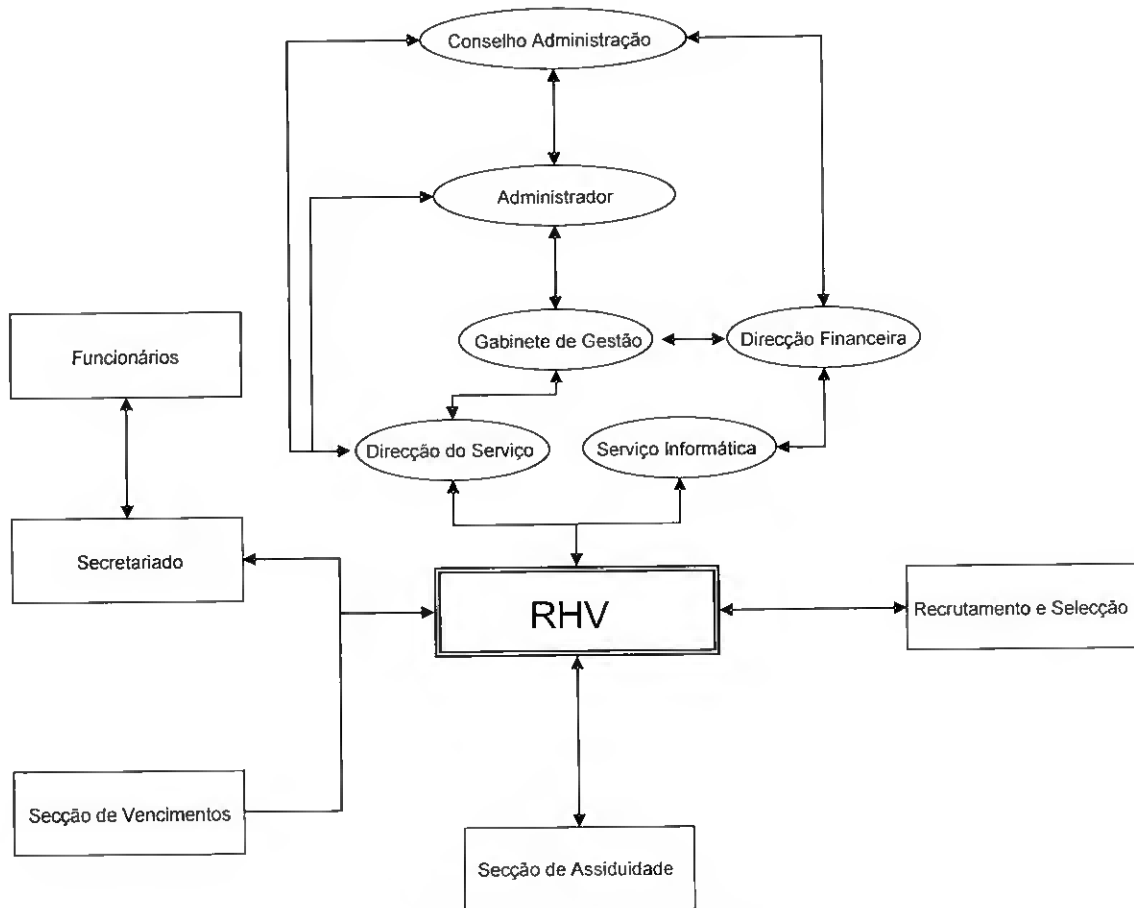 Conselho Administração
Administrador
Gabinete de Gestão
Direcção Financeira
Funcionários
Direcção do Serviço
Serviço Informática
Secretariado
RHV
Recrutamento e Selecção
Secção de Vencimentos
Secção de Assiduidade